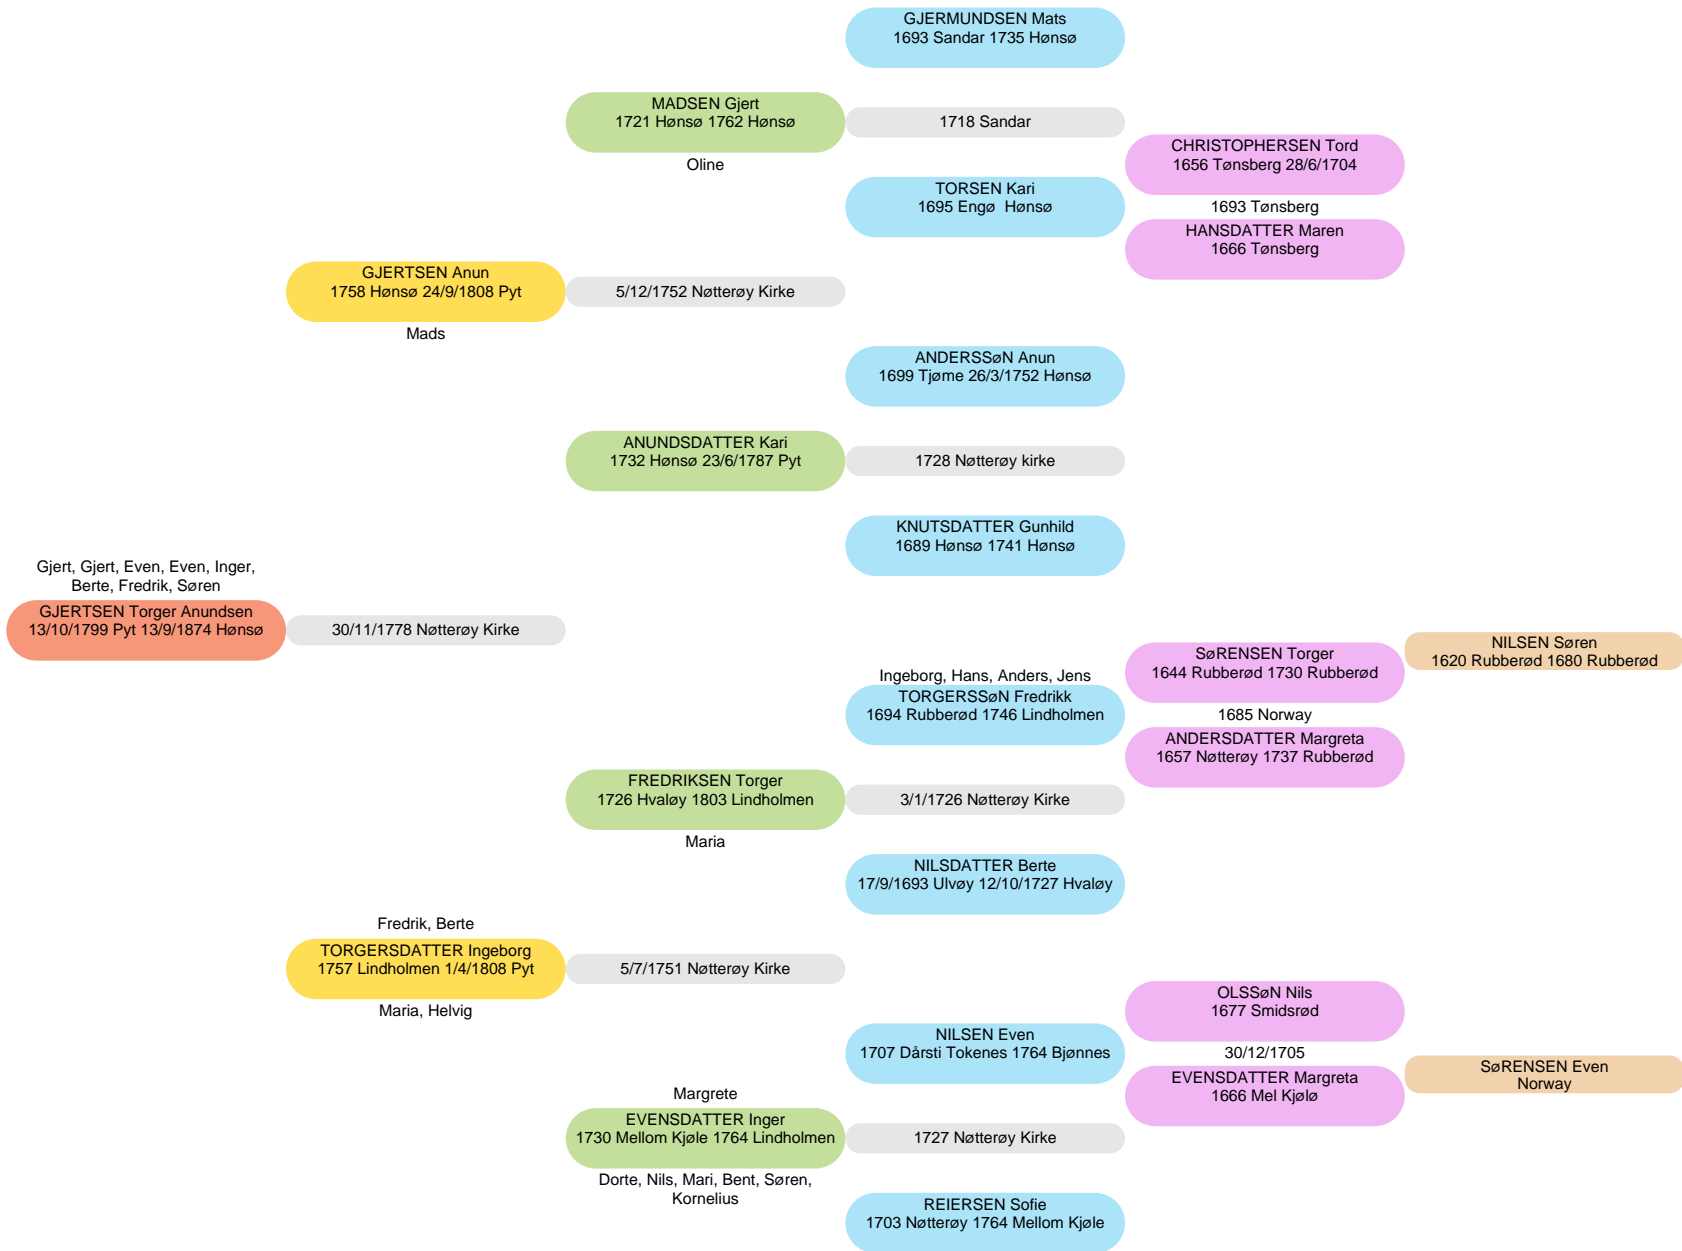 GJERMUNDSEN Mats
1693 Sandar 1735 Hønsø
MADSEN Gjert
1721 Hønsø 1762 Hønsø
1718 Sandar
Oline
CHRISTOPHERSEN Tord
1656 Tønsberg 28/6/1704
TORSEN Kari
1695 Engø  Hønsø
1693 Tønsberg
HANSDATTER Maren
1666 Tønsberg
GJERTSEN Anun
1758 Hønsø 24/9/1808 Pyt
5/12/1752 Nøtterøy Kirke
Mads
ANDERSSøN Anun
1699 Tjøme 26/3/1752 Hønsø
ANUNDSDATTER Kari
1732 Hønsø 23/6/1787 Pyt
1728 Nøtterøy kirke
KNUTSDATTER Gunhild
1689 Hønsø 1741 Hønsø
Gjert, Gjert, Even, Even, Inger,
Berte, Fredrik, Søren
GJERTSEN Torger Anundsen
13/10/1799 Pyt 13/9/1874 Hønsø
30/11/1778 Nøtterøy Kirke
NILSEN Søren
1620 Rubberød 1680 Rubberød
SøRENSEN Torger
1644 Rubberød 1730 Rubberød
Ingeborg, Hans, Anders, Jens
TORGERSSøN Fredrikk
1694 Rubberød 1746 Lindholmen
1685 Norway
ANDERSDATTER Margreta
1657 Nøtterøy 1737 Rubberød
FREDRIKSEN Torger
1726 Hvaløy 1803 Lindholmen
3/1/1726 Nøtterøy Kirke
Maria
NILSDATTER Berte
17/9/1693 Ulvøy 12/10/1727 Hvaløy
Fredrik, Berte
TORGERSDATTER Ingeborg
1757 Lindholmen 1/4/1808 Pyt
5/7/1751 Nøtterøy Kirke
Maria, Helvig
OLSSøN Nils
1677 Smidsrød
NILSEN Even
1707 Dårsti Tokenes 1764 Bjønnes
30/12/1705
EVENSDATTER Margreta
1666 Mel Kjølø
SøRENSEN Even
Norway
Margrete
EVENSDATTER Inger
1730 Mellom Kjøle 1764 Lindholmen
1727 Nøtterøy Kirke
Dorte, Nils, Mari, Bent, Søren,
Kornelius
REIERSEN Sofie
1703 Nøtterøy 1764 Mellom Kjøle